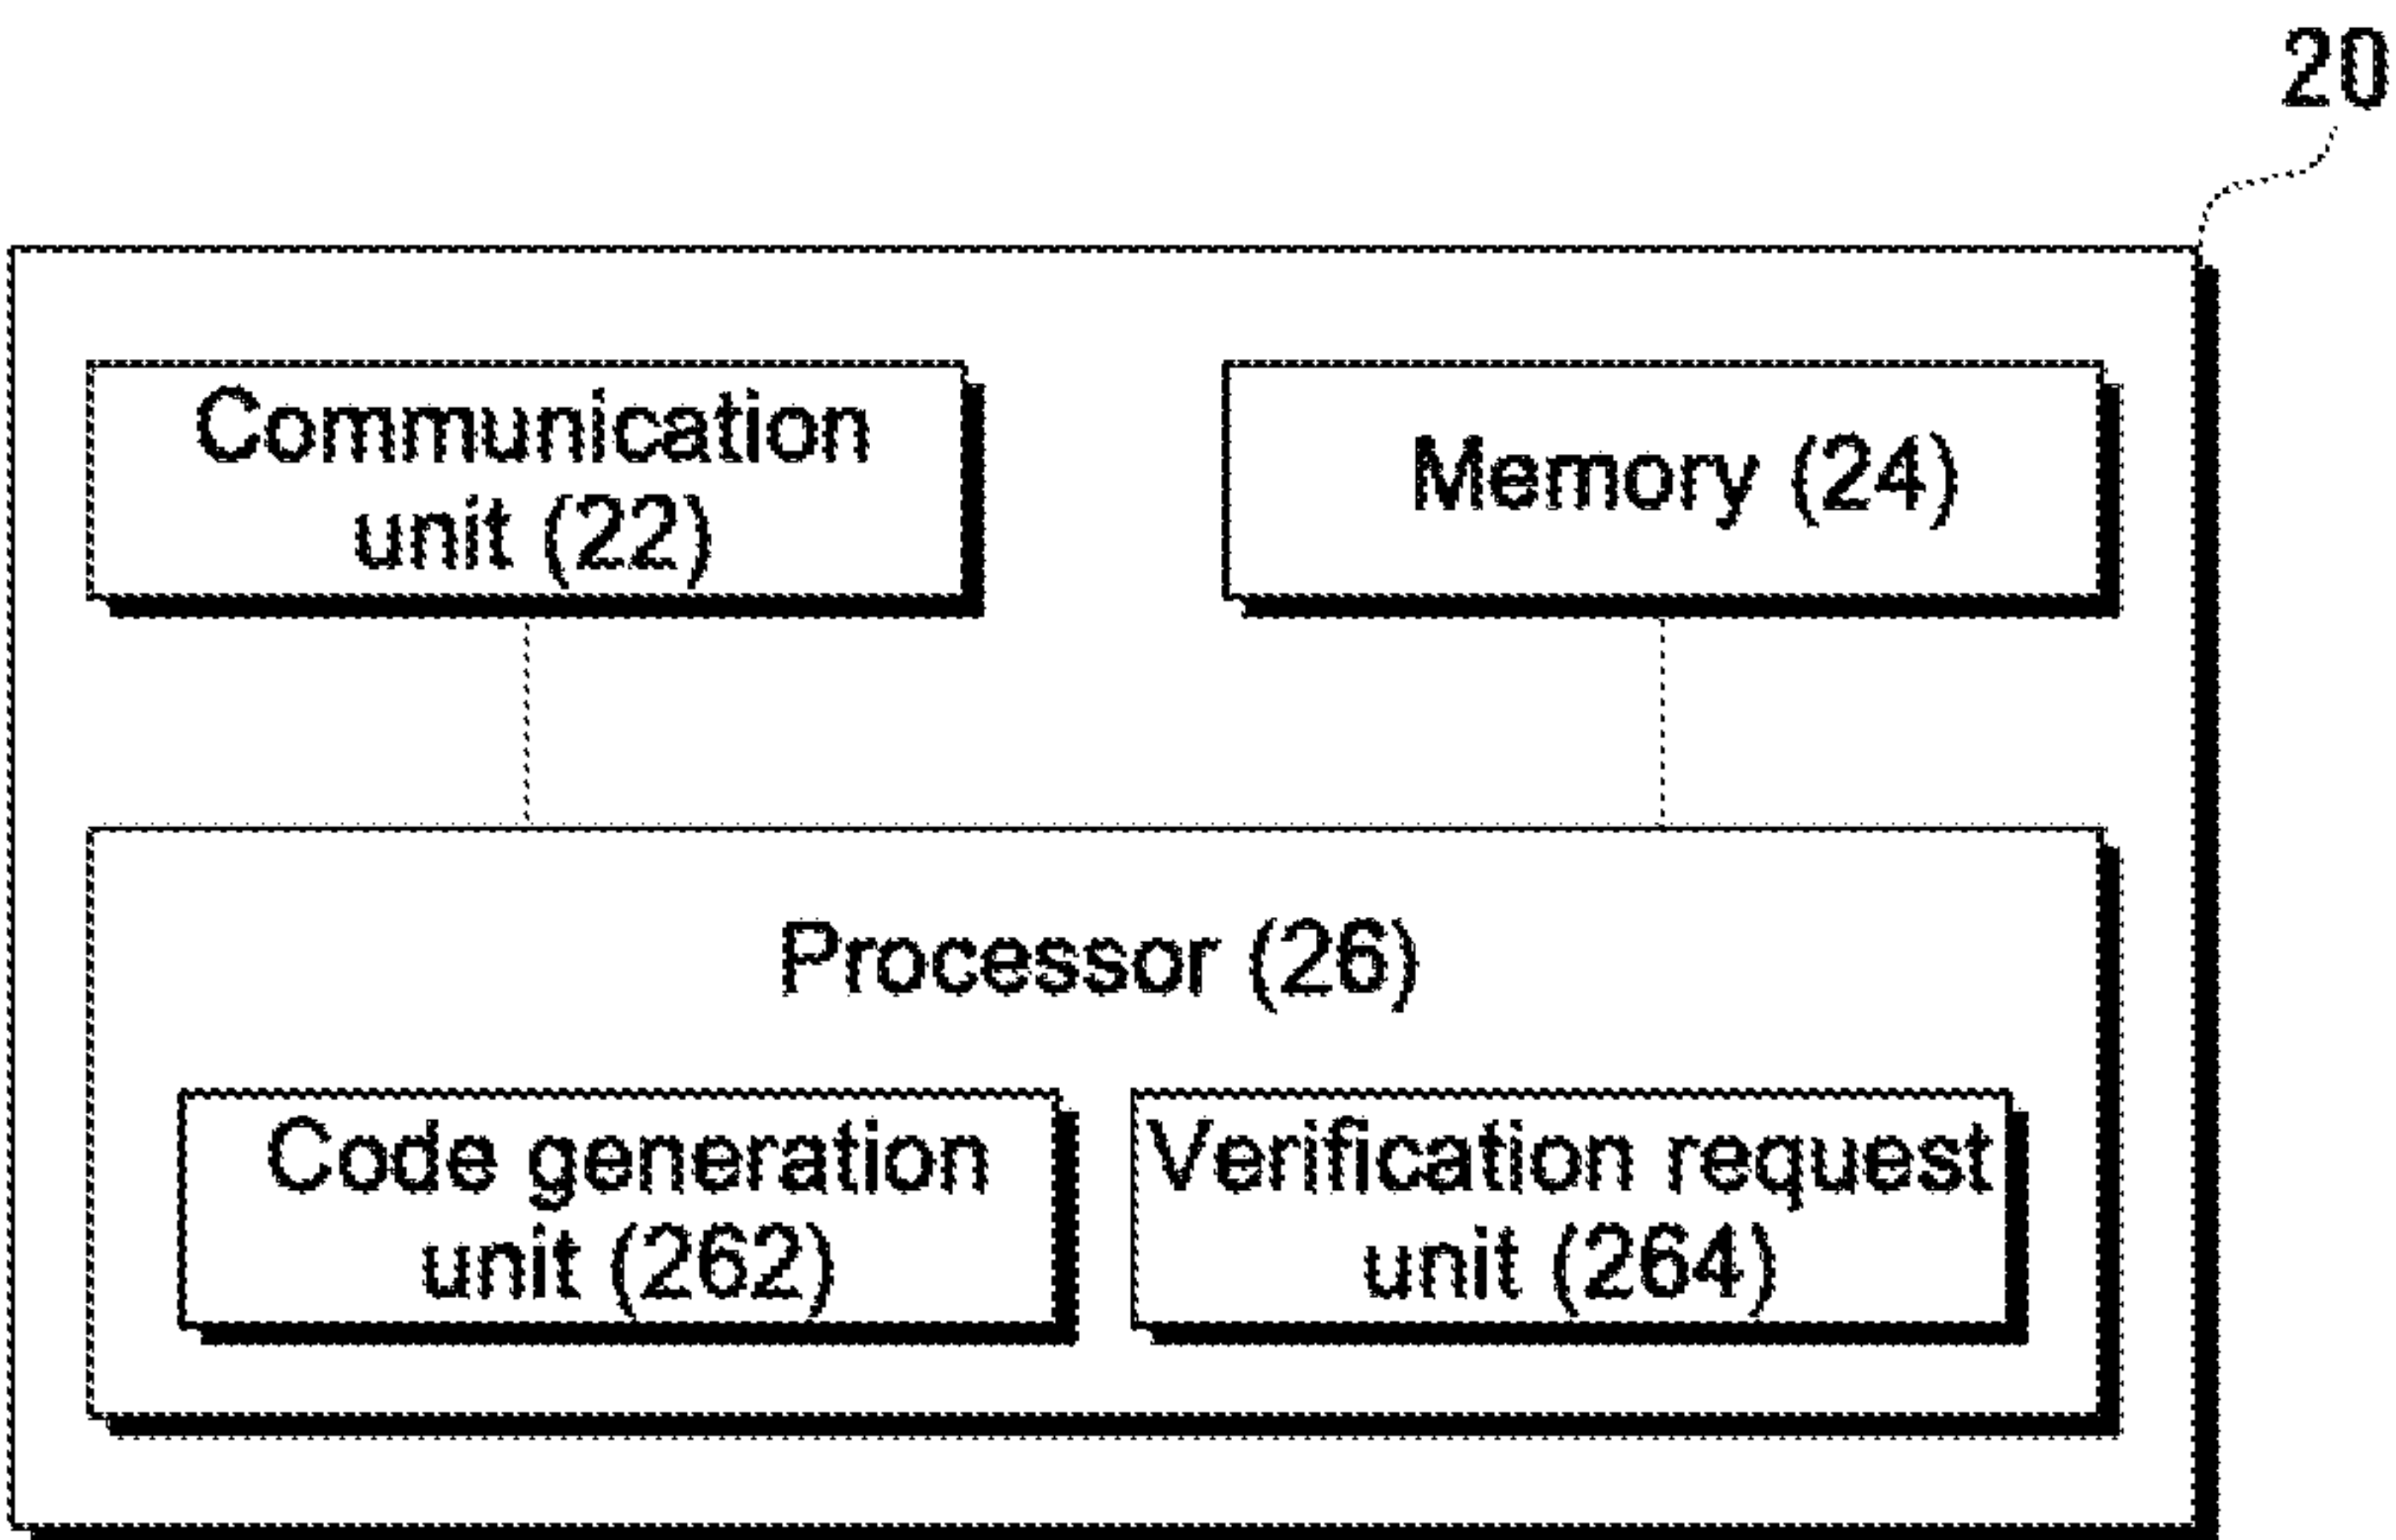 20
Communication
unit (22)
Memory (24)
Processor (26)
Code generation
unit (262)
Verification request
unit (264)